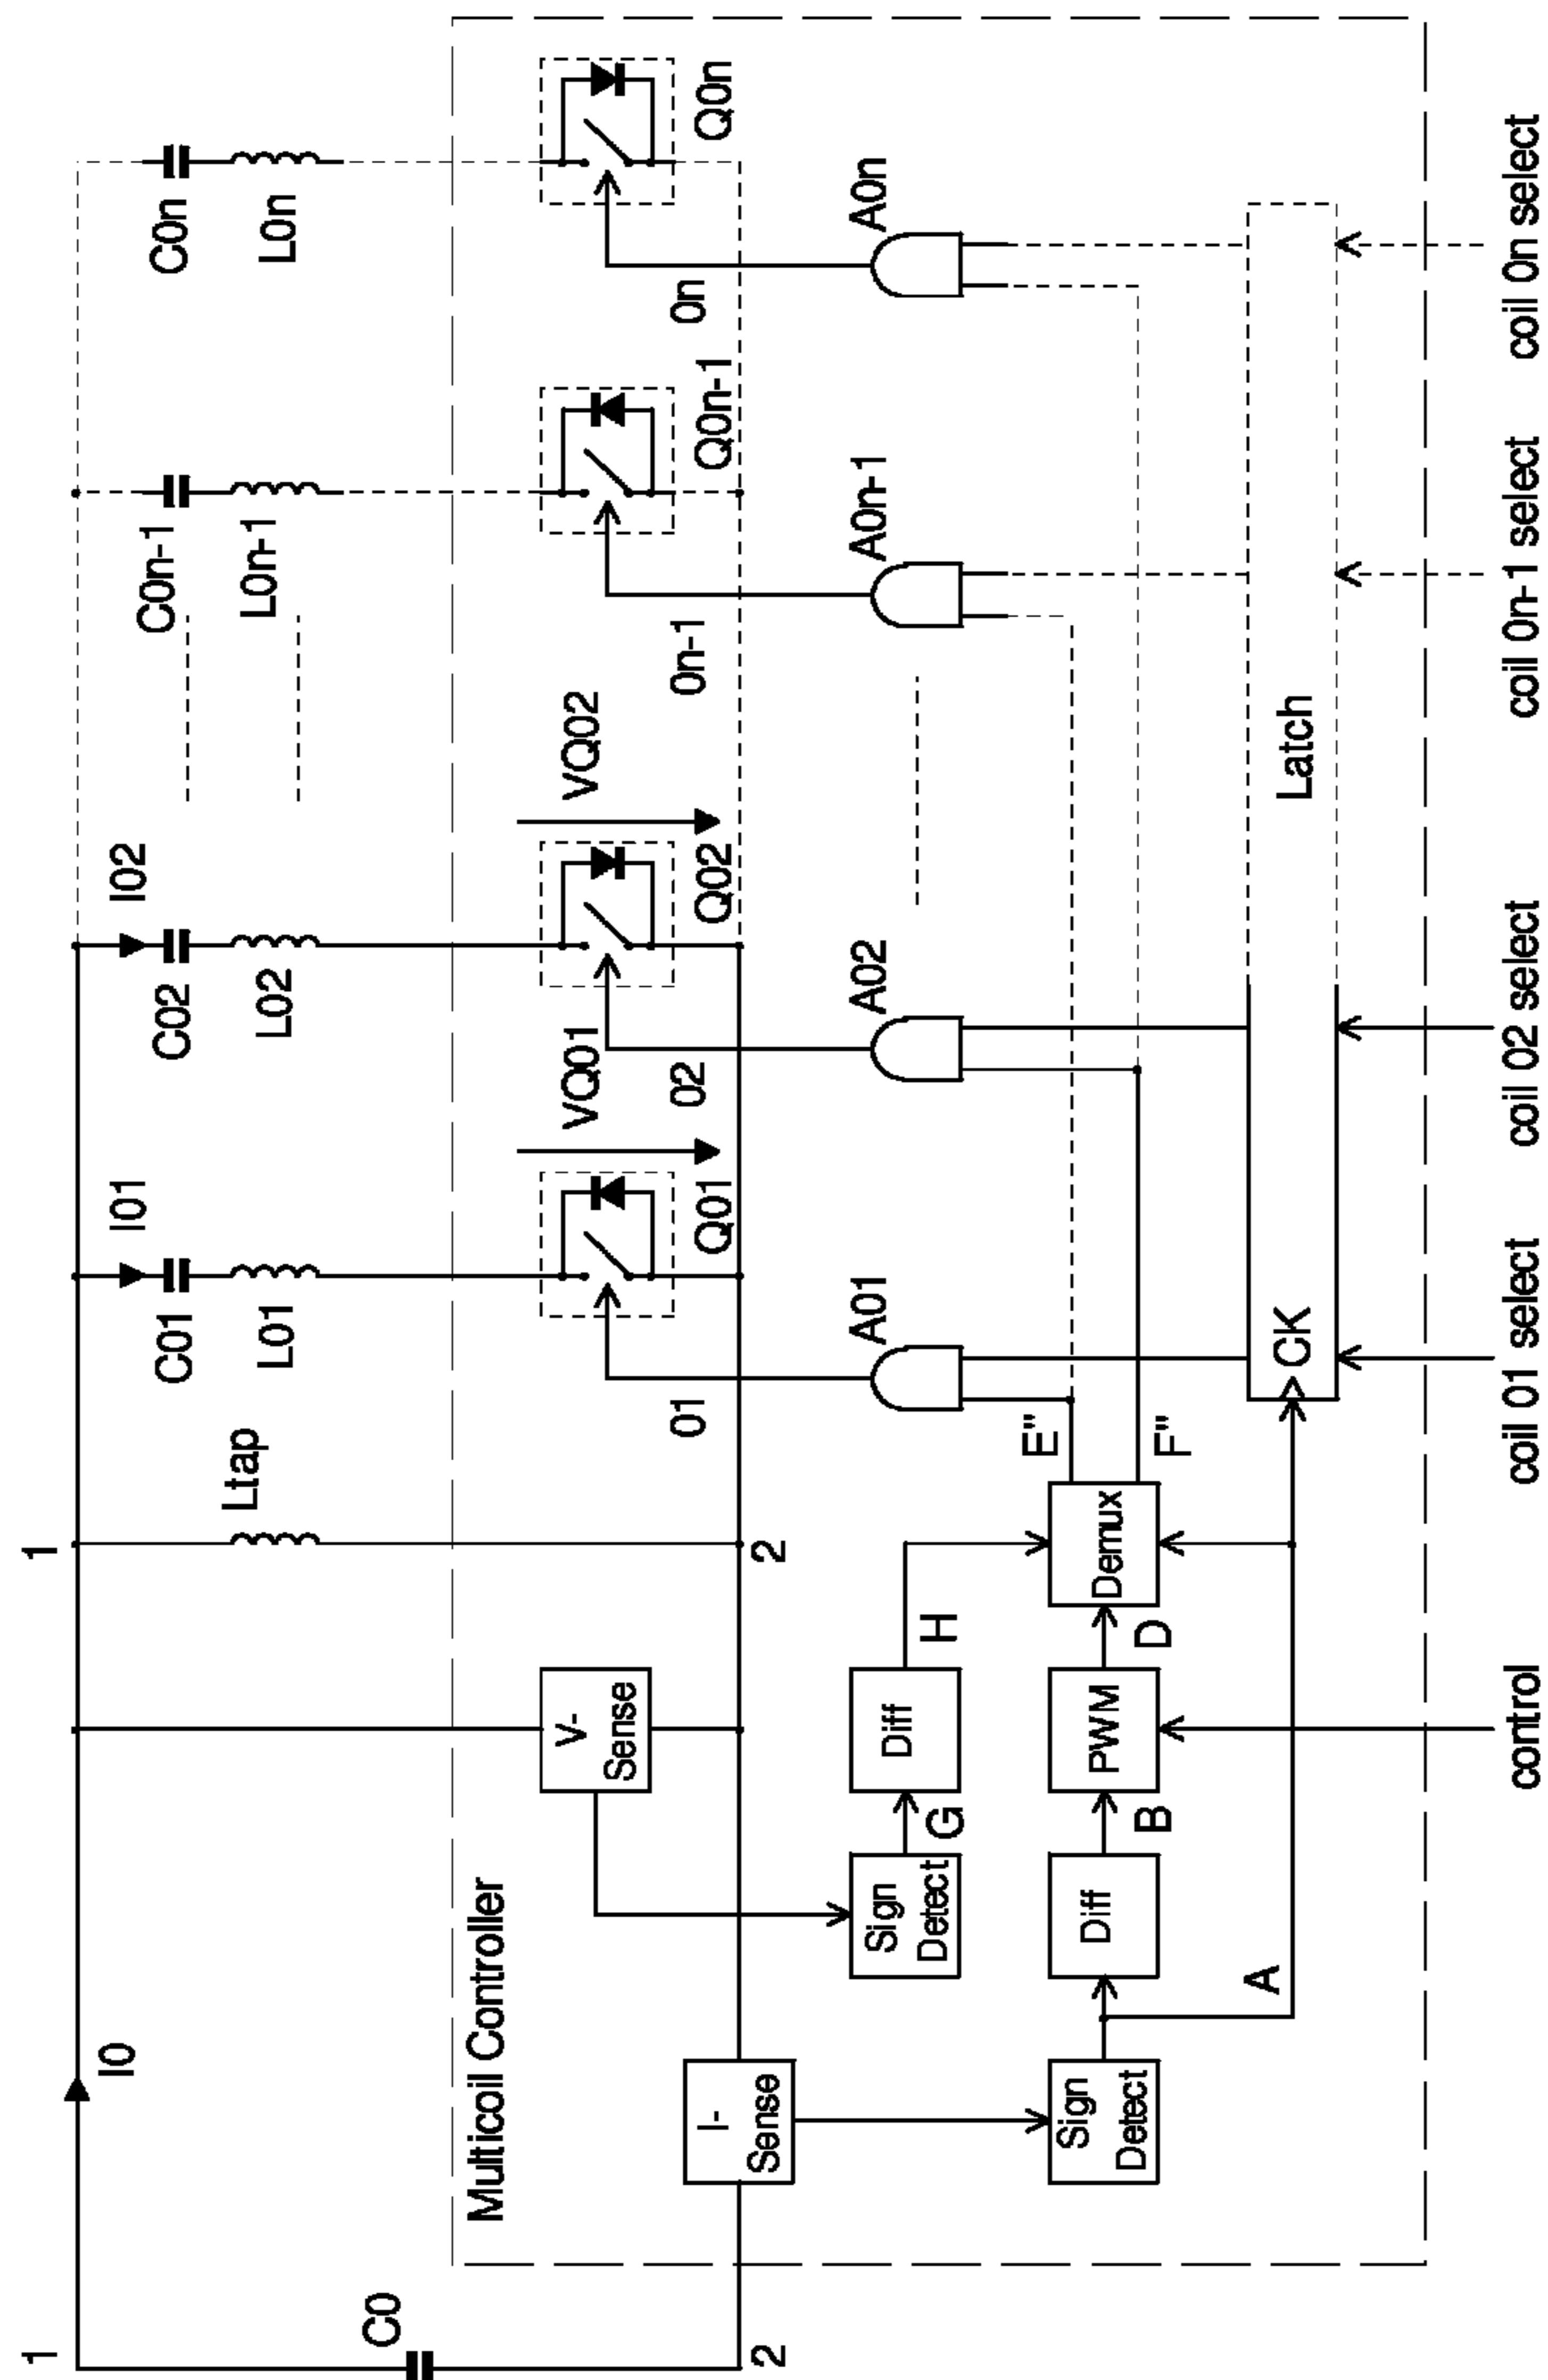 1
1
I0
Ltap
C01
I01
L01
C02
I02
L02
C0n-1
L0n-1
C0n
L0n
C0
Multicoil Controller
V-
Sense
VQ01
VQ02
I-
Sense
2
2
01
Q01
02
Q02
0n-1
Q0n-1
0n
Q0n
Sign
Detect
G
Diff
H
A01
A02
A0n-1
A0n
Sign
Detect
Diff
B
PWM
D
Demux
E"
F"
A
CK
Latch
control
coil 01 select
coil 02 select
coil 0n-1 select
coil 0n select